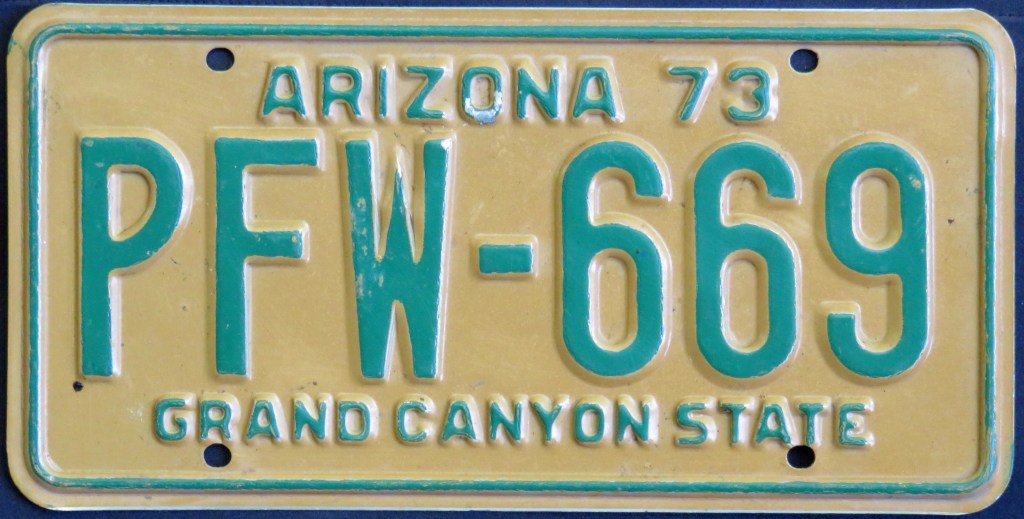 ARIZONA 73
PFW-669
GRAND CANYON STATE